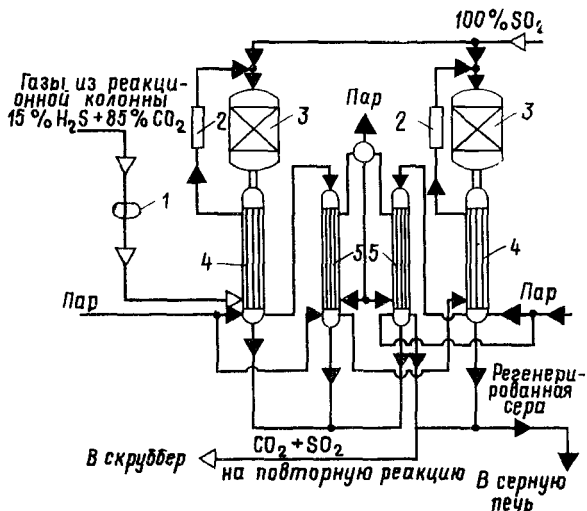 100%SO₂
Газы из реакци-
онной колонны
15%H₂S+85%CO₂
2
3
Пар
2
3
1
4
5
5
4
Пар
Пар
Регенери-
рованная
сера
CO₂+SO₂
В скруббер
на повторную реакцию
В серную
печь